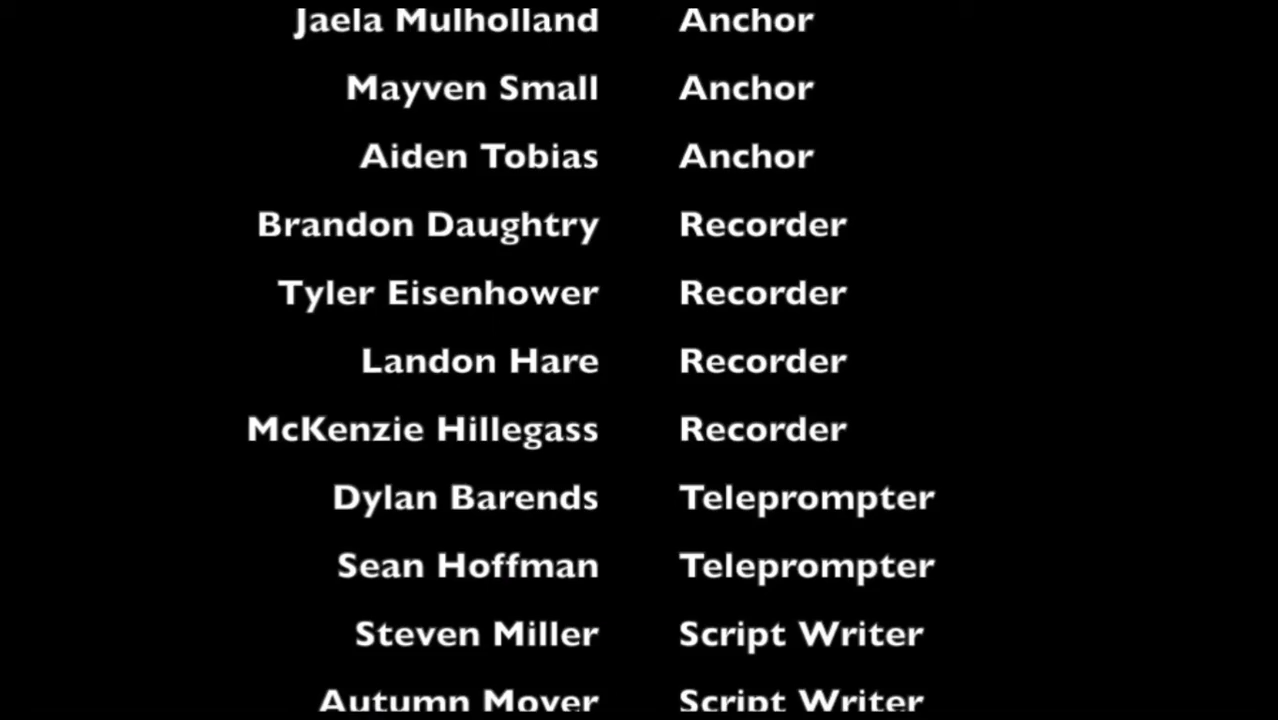 Jaela Mulholland Anchor
Mayven Small Anchor
Aiden Tobias Anchor
Brandon Daughtry Recorder
Tyler Eisenhower Recorder
Landon Hare Recorder
McKenzie Hillegass Recorder
Dylan Barends Teleprompter
Sean Hoffman Teleprompter
Steven Miller Script Writer
Autumn Script Writer